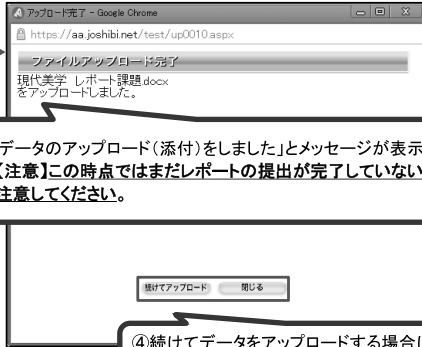 アップロード完了 - Google Chrome
https://aa.joshibi.net/test/up0010.aspx
ファイルアップロード完了
現代美学 レポート課題.docx
をアップロードしました。
データのアップロード(添付)をしました」とメッセージが表示
【注意】この時点ではまだレポートの提出が完了していない
注意してください。
続けてアップロード 閉じる
④続けてデータをアップロードする場合は